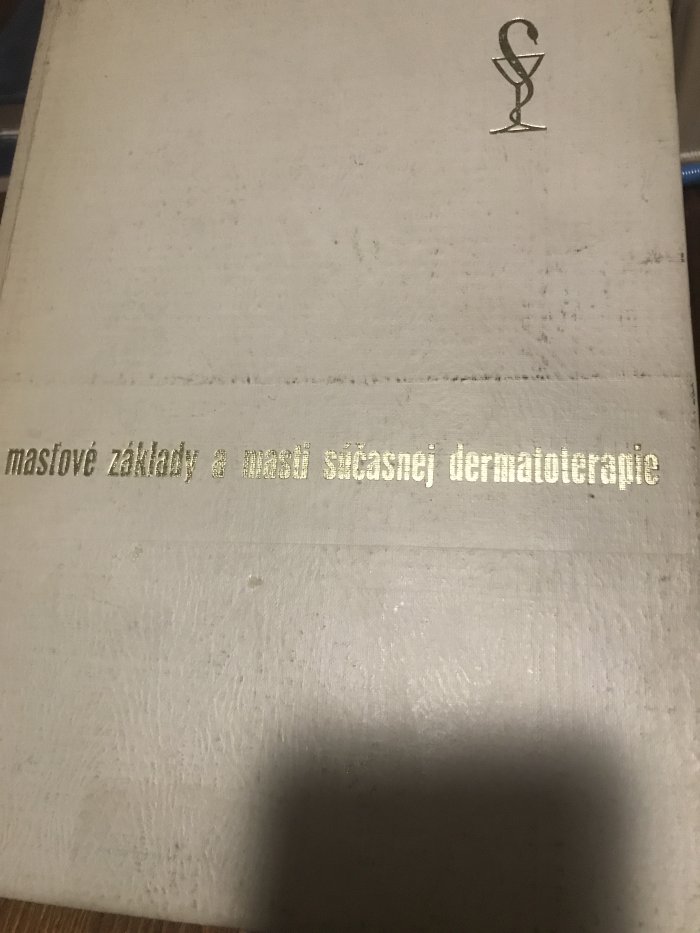 masťové základy a masti súčasnej dermatoterapie